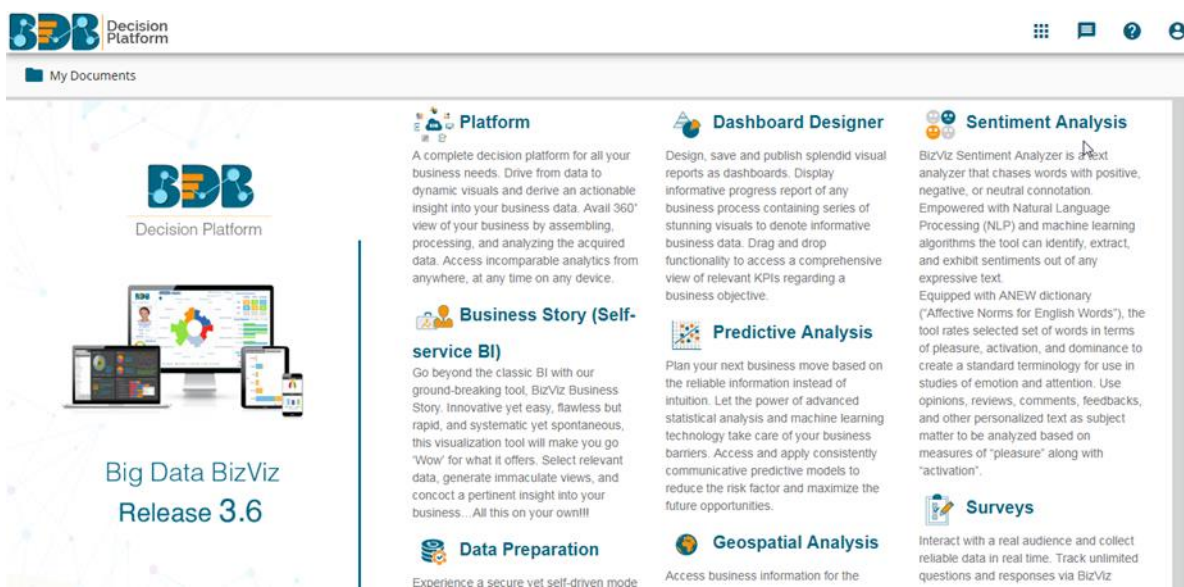 BDB Decision
Platform
My Documents
BDB
Decision Platform
Big Data BizViz
Release 3.6
Platform
A complete decision platform for all your
business needs. Drive from data to
dynamic visuals and derive an actionable
insight into your business data. Avail 360°
view of your business by assembling,
processing, and analyzing the acquired
data. Access incomparable analytics from
anywhere, at any time on any device.
Business Story (Self-
service BI)
Go beyond the classic BI with our
ground-breaking tool, BizViz Business
Story. Innovative yet easy, flawless but
rapid, and systematic yet spontaneous,
this visualization tool will make you go
'Wow' for what it offers. Select relevant
data, generate immaculate views, and
concoct a pertinent insight into your
business…All this on your own!!!
Data Preparation
Experience a secure yet self-driven mode
Dashboard Designer
Design, save and publish splendid visual
reports as dashboards. Display
informative progress report of any
business process containing series of
stunning visuals to denote informative
business data. Drag and drop
functionality to access a comprehensive
view of relevant KPIs regarding a
business objective.
Predictive Analysis
Plan your next business move based on
the reliable information instead of
intuition. Let the power of advanced
statistical analysis and machine learning
technology take care of your business
barriers. Access and apply consistently
communicative predictive models to
reduce the risk factor and maximize the
future opportunities.
Geospatial Analysis
Access business information for the
Sentiment Analysis
BizViz Sentiment Analyzer is a text
analyzer that chases words with positive,
negative, or neutral connotation.
Empowered with Natural Language
Processing (NLP) and machine learning
algorithms the tool can identify, extract,
and exhibit sentiments out of any
expressive text.
Equipped with ANEW dictionary
("Affective Norms for English Words"), the
tool rates selected set of words in terms
of pleasure, activation, and dominance to
create a standard terminology for use in
studies of emotion and attention. Use
opinions, reviews, comments, feedbacks,
and other personalized text as subject
matter to be analyzed based on
measures of "pleasure" along with
"activation".
Surveys
Interact with a real audience and collect
reliable data in real time. Track unlimited
questions and responses via BizViz